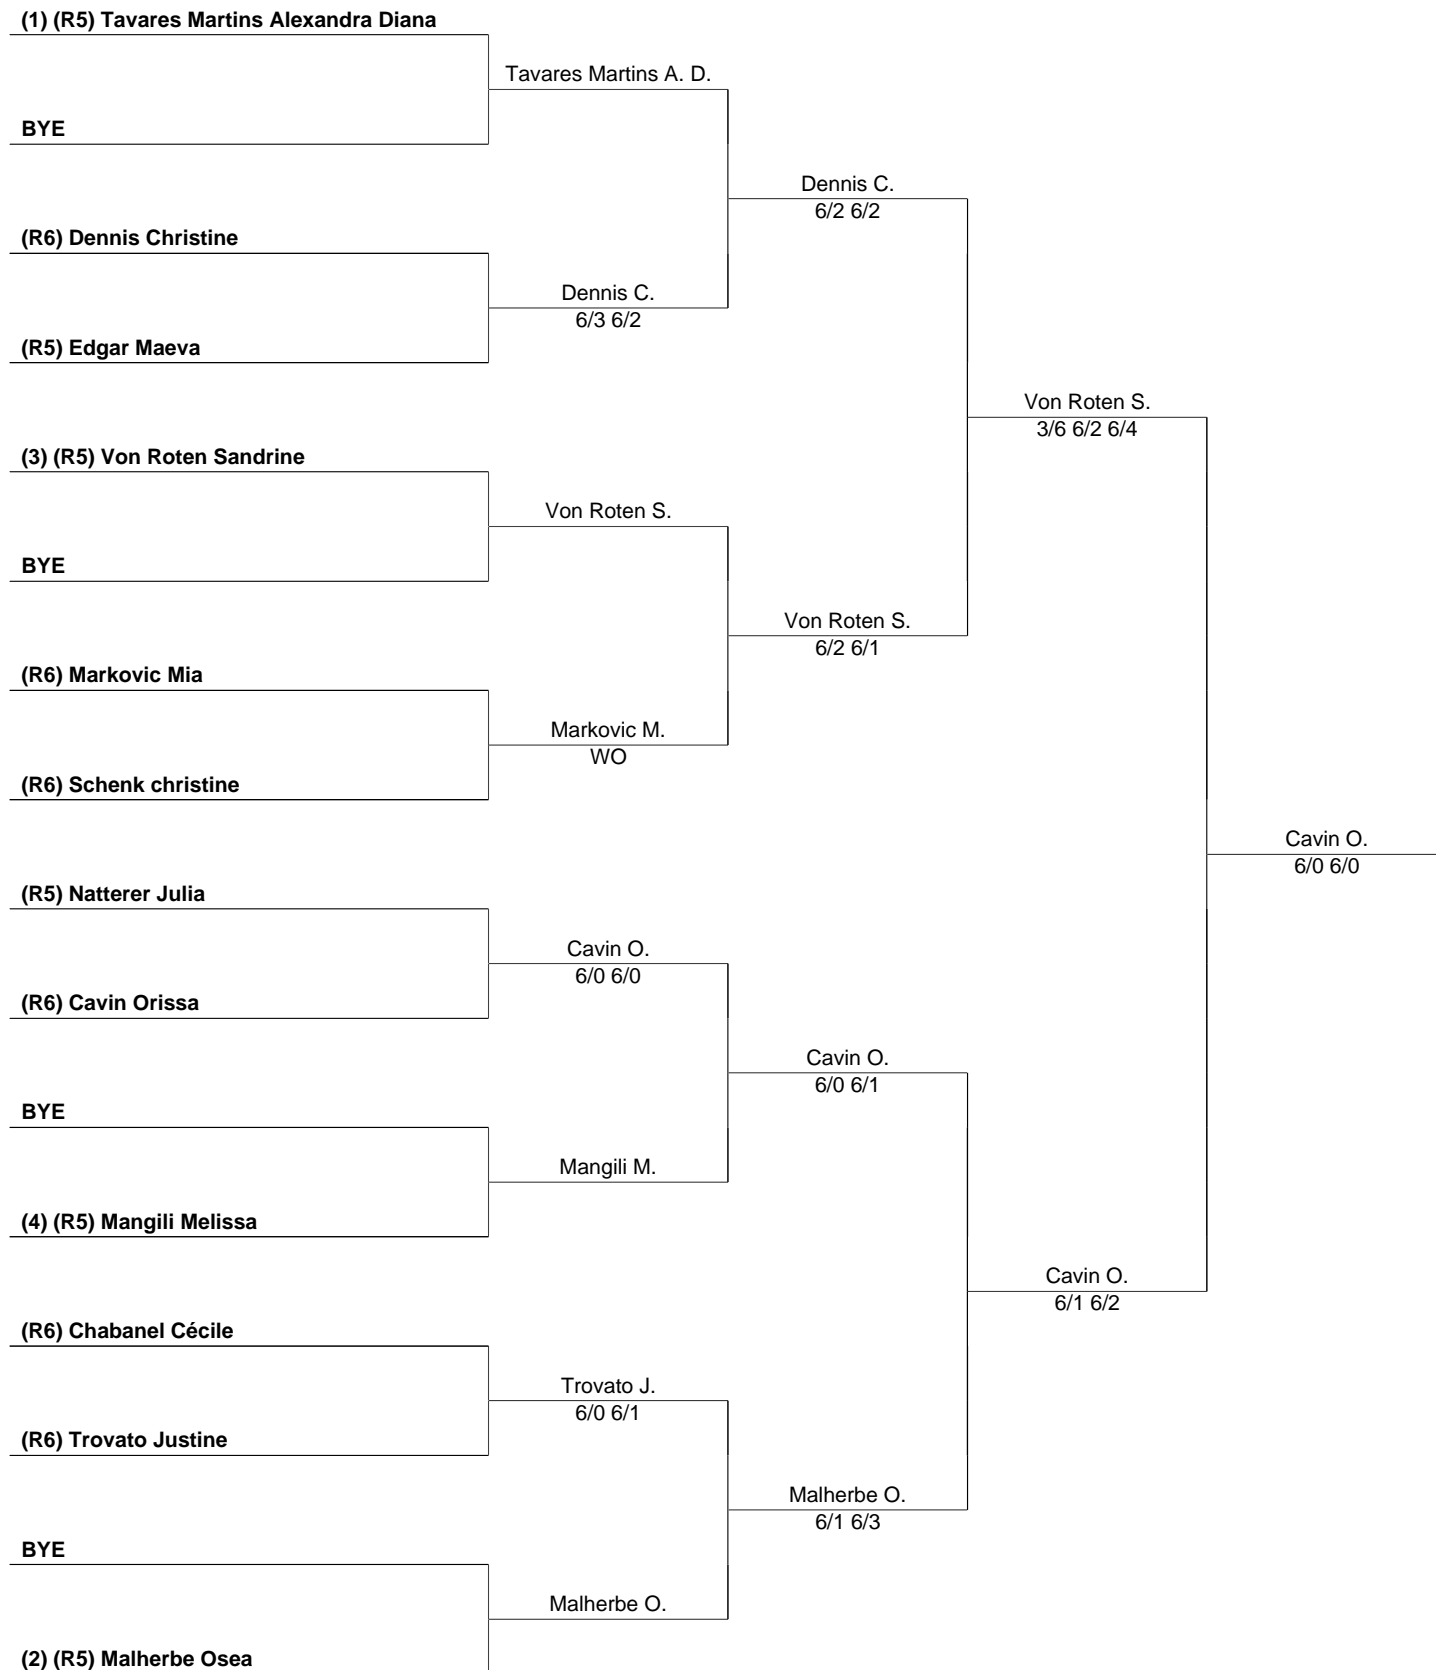 (1) (R5) Tavares Martins Alexandra Diana
Tavares Martins A. D.
BYE
Dennis C.
6/2 6/2
(R6) Dennis Christine
Dennis C.
6/3 6/2
(R5) Edgar Maeva
Von Roten S.
3/6 6/2 6/4
(3) (R5) Von Roten Sandrine
Von Roten S.
BYE
Von Roten S.
6/2 6/1
(R6) Markovic Mia
Markovic M.
WO
(R6) Schenk christine
Cavin O.
6/0 6/0
(R5) Natterer Julia
Cavin O.
6/0 6/0
(R6) Cavin Orissa
Cavin O.
6/0 6/1
BYE
Mangili M.
(4) (R5) Mangili Melissa
Cavin O.
6/1 6/2
(R6) Chabanel Cécile
Trovato J.
6/0 6/1
(R6) Trovato Justine
Malherbe O.
6/1 6/3
BYE
Malherbe O.
(2) (R5) Malherbe Osea